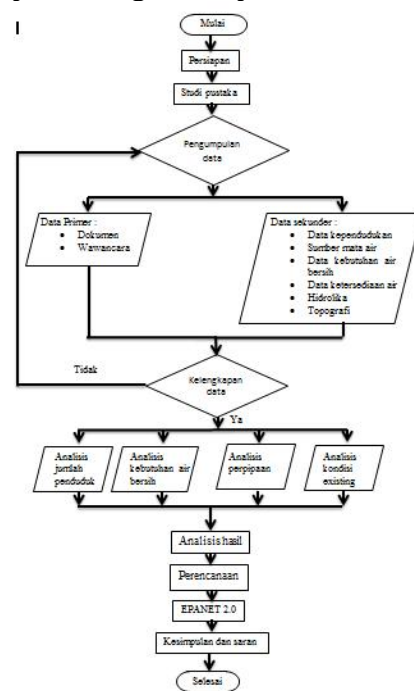 Mulai
Persiapan
Studi pustaka
Pengumpulan
data
Data Primer :
• Dokumen
• Wawancara
Data sekunder :
• Data kependudukan
• Sumber mata air
• Data kebutuhan air
bersih
• Data ketersediaan air
• Hidrolika
• Topografi
Tidak
Kelengkapan
data
Ya
Analisis
jumlah
penduduk
Analisis
kebutuhan air
bersih
Analisis
perpipaan
Analisis
kondisi
existing
Analisis hasil
Perencanaan
EPANET 2.0
Kesimpulan dan saran
Selesai